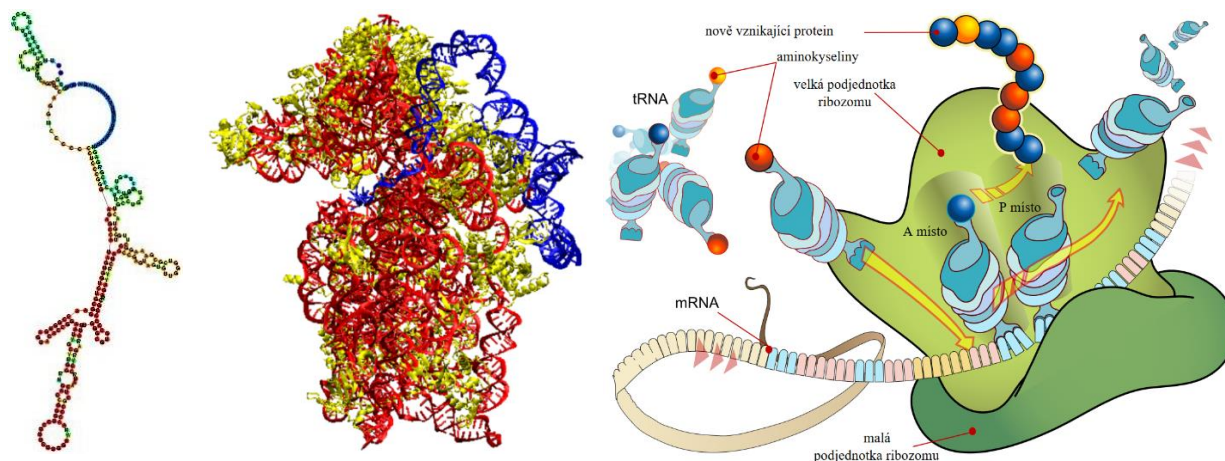 nově vznikající protein
aminokyseliny
velká podjednotka
ribozomu
tRNA
P místo
A místo
mRNA
malá
podjednotka ribozomu